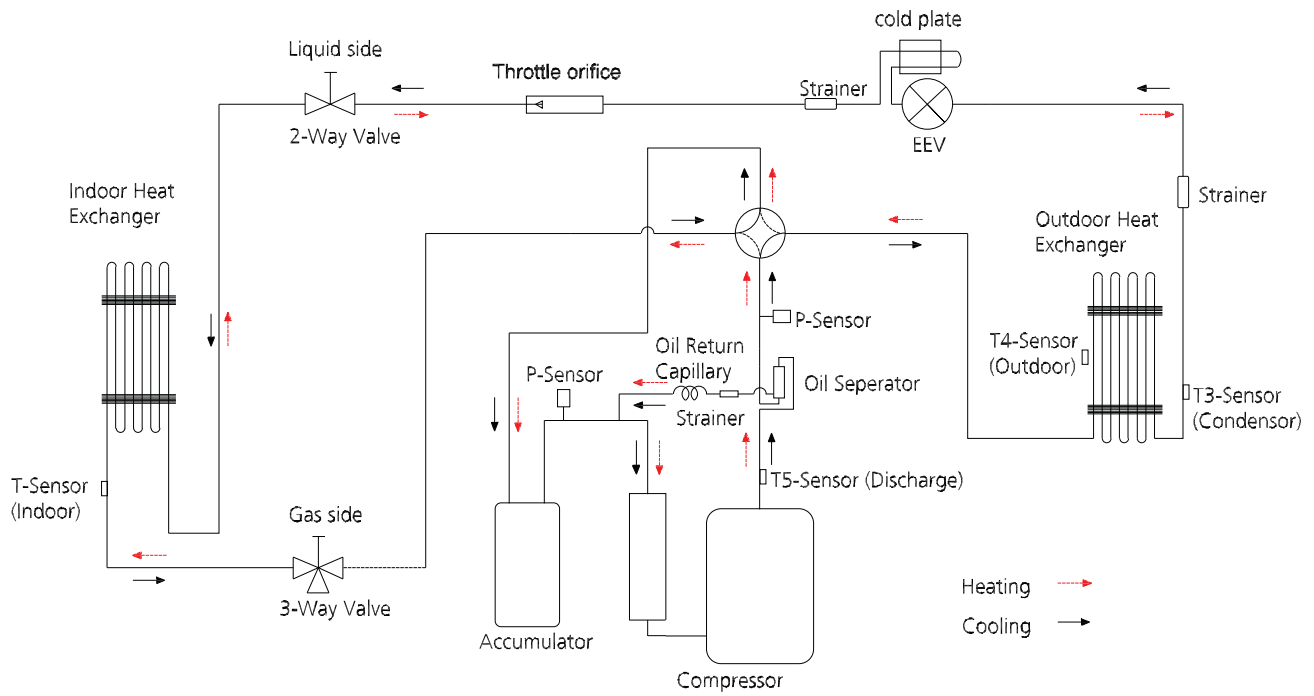 cold plate
Liquid side
Throttle orifice
Strainer
2-Way Valve
EEV
Indoor Heat
Exchanger
Strainer
Outdoor Heat
Exchanger
P-Sensor
T4-Sensor
(Outdoor)
Oil Return
Capillary
P-Sensor
Oil Seperator
Strainer
T3-Sensor
(Condensor)
T-Sensor
(Indoor)
T5-Sensor (Discharge)
Gas side
3-Way Valve
Heating
Cooling
Accumulator
Compressor